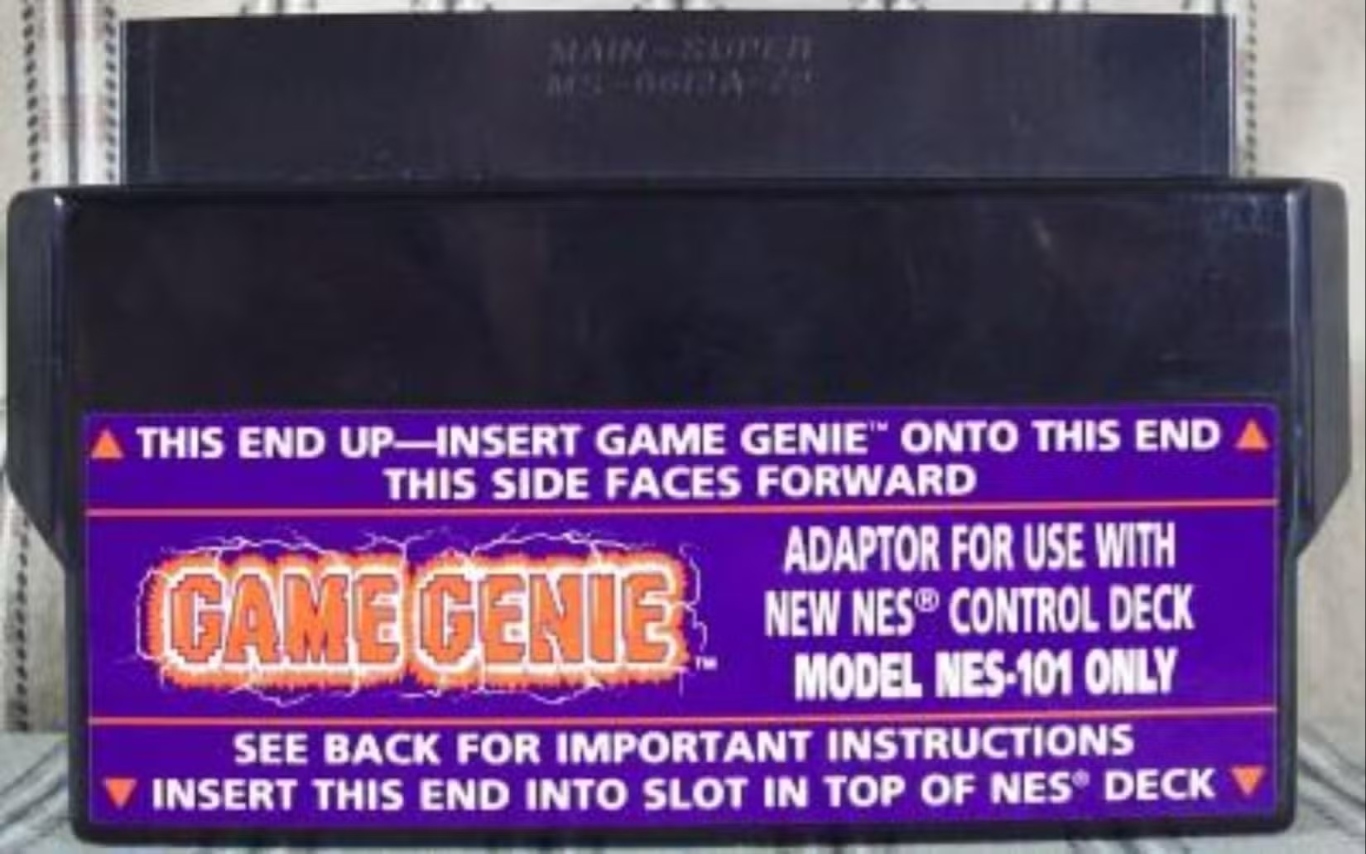 MAIN-SUPER
▲ THIS END UP—INSERT GAME GENIE™ ONTO THIS END ▲
THIS SIDE FACES FORWARD
GAME GENIE™
ADAPTOR FOR USE WITH
NEW NES® CONTROL DECK
MODEL NES-101 ONLY
SEE BACK FOR IMPORTANT INSTRUCTIONS
▼ INSERT THIS END INTO SLOT IN TOP OF NES® DECK ▼